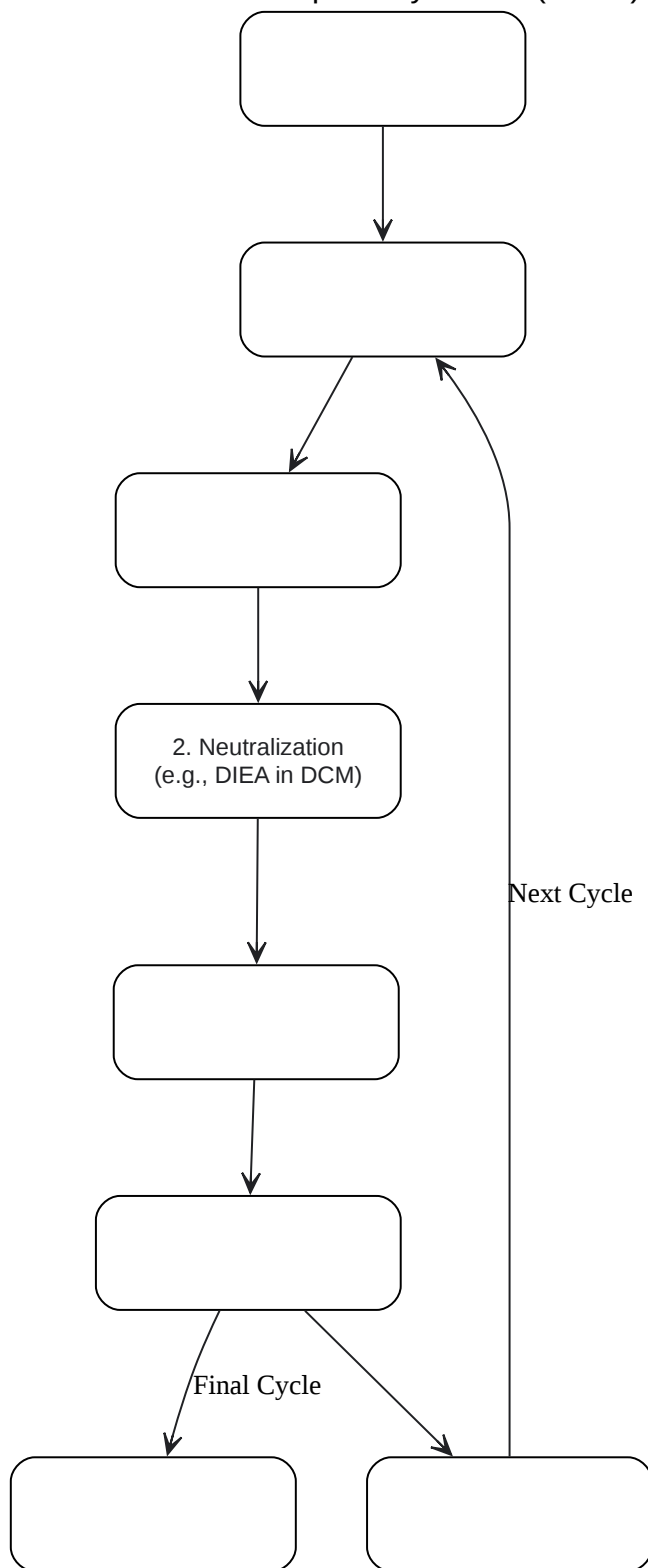 2. Neutralization
(e.g., DIEA in DCM)
Next Cycle
Final Cycle